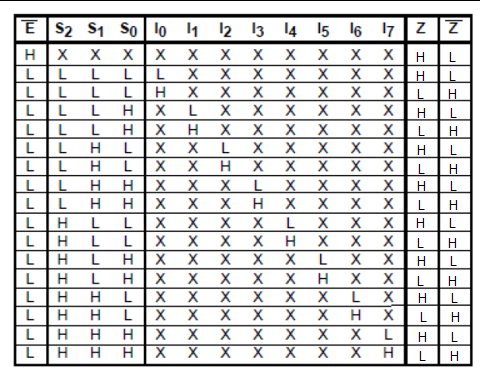 E̅ S2 S1 S0 I0 I1 I2 I3 I4 I5 I6 I7 Z Z̅
H X X X X X X X X X X X H L
L L L L L X X X X X X X H L
L L L L H X X X X X X X L H
L L L H X L X X X X X X H L
L L L H X H X X X X X X L H
L L H L X X L X X X X X H L
L L H L X X H X X X X X L H
L L H H X X X L X X X X H L
L L H H X X X H X X X X L H
L H L L X X X X L X X X H L
L H L L X X X X H X X X L H
L H L H X X X X X L X X H L
L H L H X X X X X H X X L H
L H H L X X X X X X L X H L
L H H L X X X X X X H X L H
L H H H X X X X X X X L H L
L H H H X X X X X X X H L H